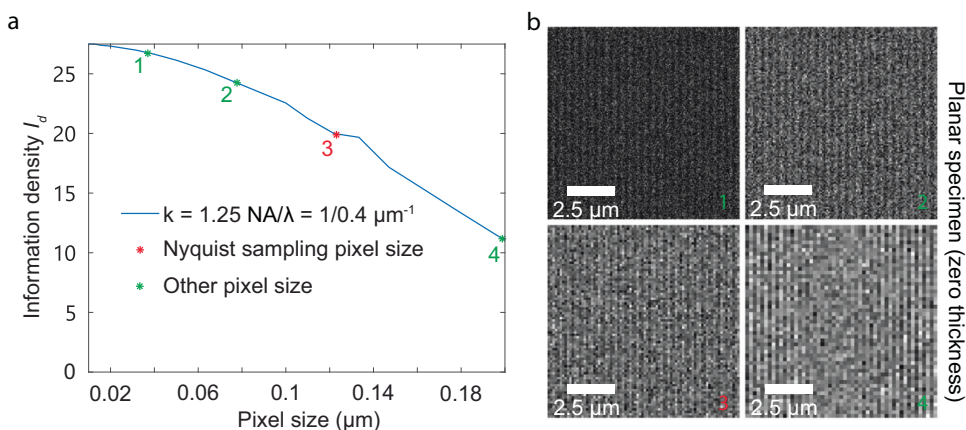 a
Information density I_d
25
20
15
10
27
0
0.02
0.06
0.1
0.14
0.18
Pixel size (μm)
1
2
3
4
k = 1.25 NA/λ = 1/0.4 μm⁻¹
Nyquist sampling pixel size
Other pixel size
b
2.5 μm
1
2.5 μm
2
2.5 μm
3
2.5 μm
4
Planar specimen (zero thickness)